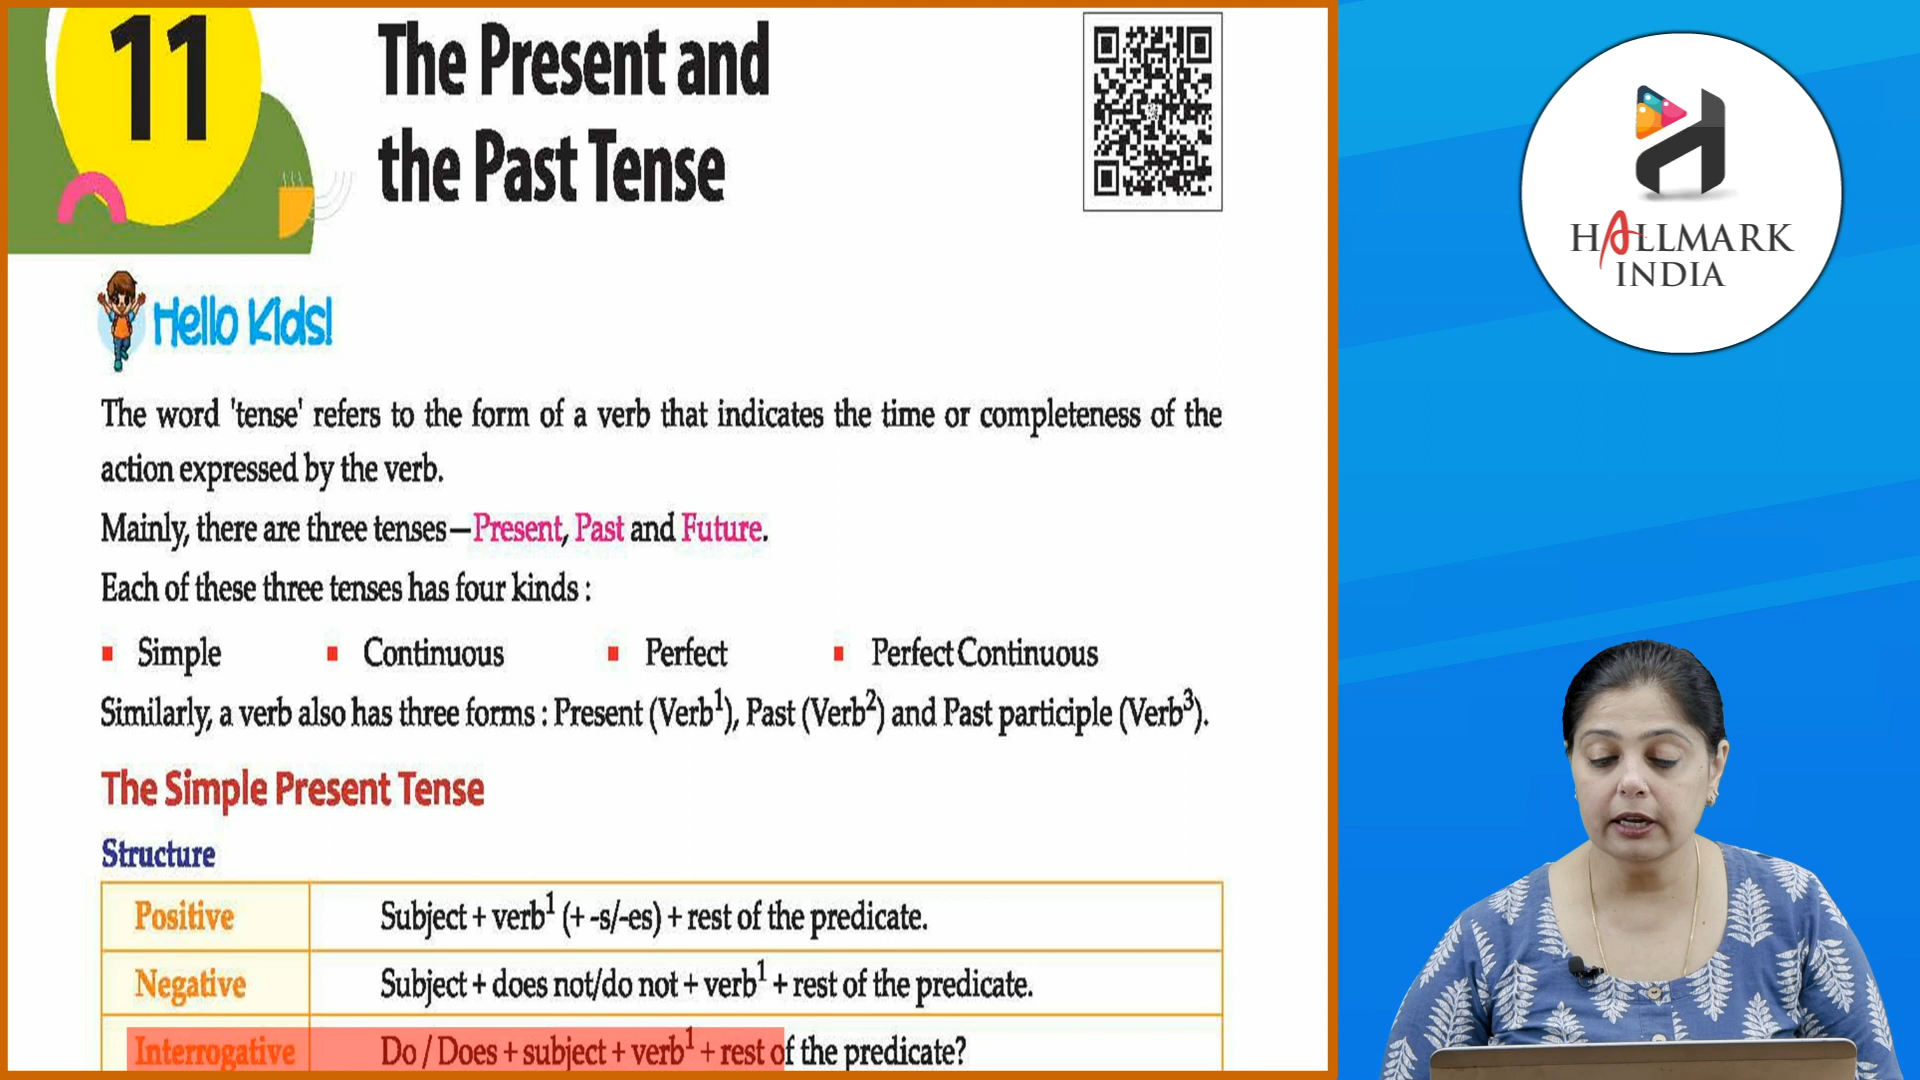 11
The Present and
the Past Tense
HALLMARK
INDIA
Hello Kids!
The word 'tense' refers to the form of a verb that indicates the time or completeness of the
action expressed by the verb.
Mainly, there are three tenses—Present, Past and Future.
Each of these three tenses has four kinds :
▪ Simple ▪ Continuous ▪ Perfect ▪ Perfect Continuous
Similarly, a verb also has three forms : Present (Verb¹), Past (Verb²) and Past participle (Verb³).
The Simple Present Tense
Structure
Positive Subject + verb¹ (+ -s/-es) + rest of the predicate.
Negative Subject + does not/do not + verb¹ + rest of the predicate.
Interrogative Do / Does + subject + verb¹ + rest of the predicate?